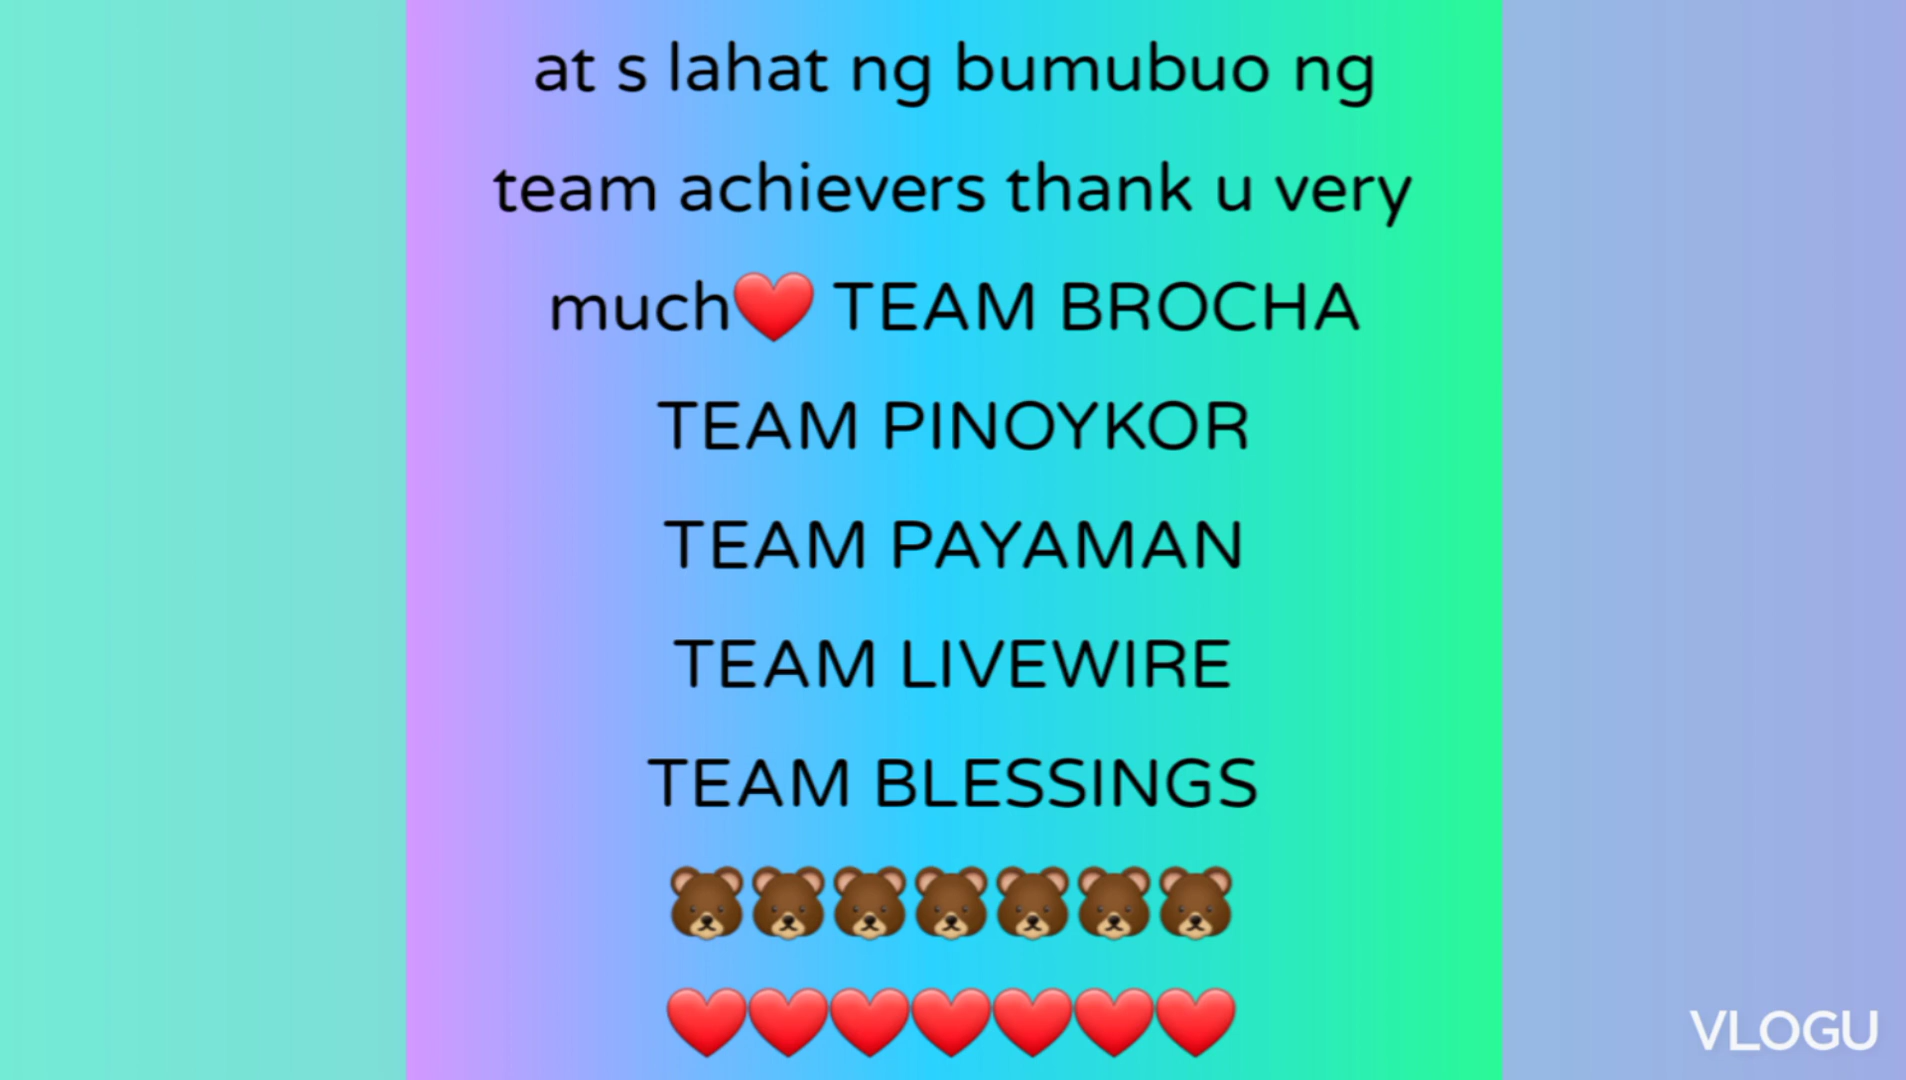 at s lahat ng bumubuo ng
team achievers thank u very
much❤️ TEAM BROCHA
TEAM PINOYKOR
TEAM PAYAMAN
TEAM LIVEWIRE
TEAM BLESSINGS
🐻🐻🐻🐻🐻🐻🐻
❤️❤️❤️❤️❤️❤️❤️
VLOGU